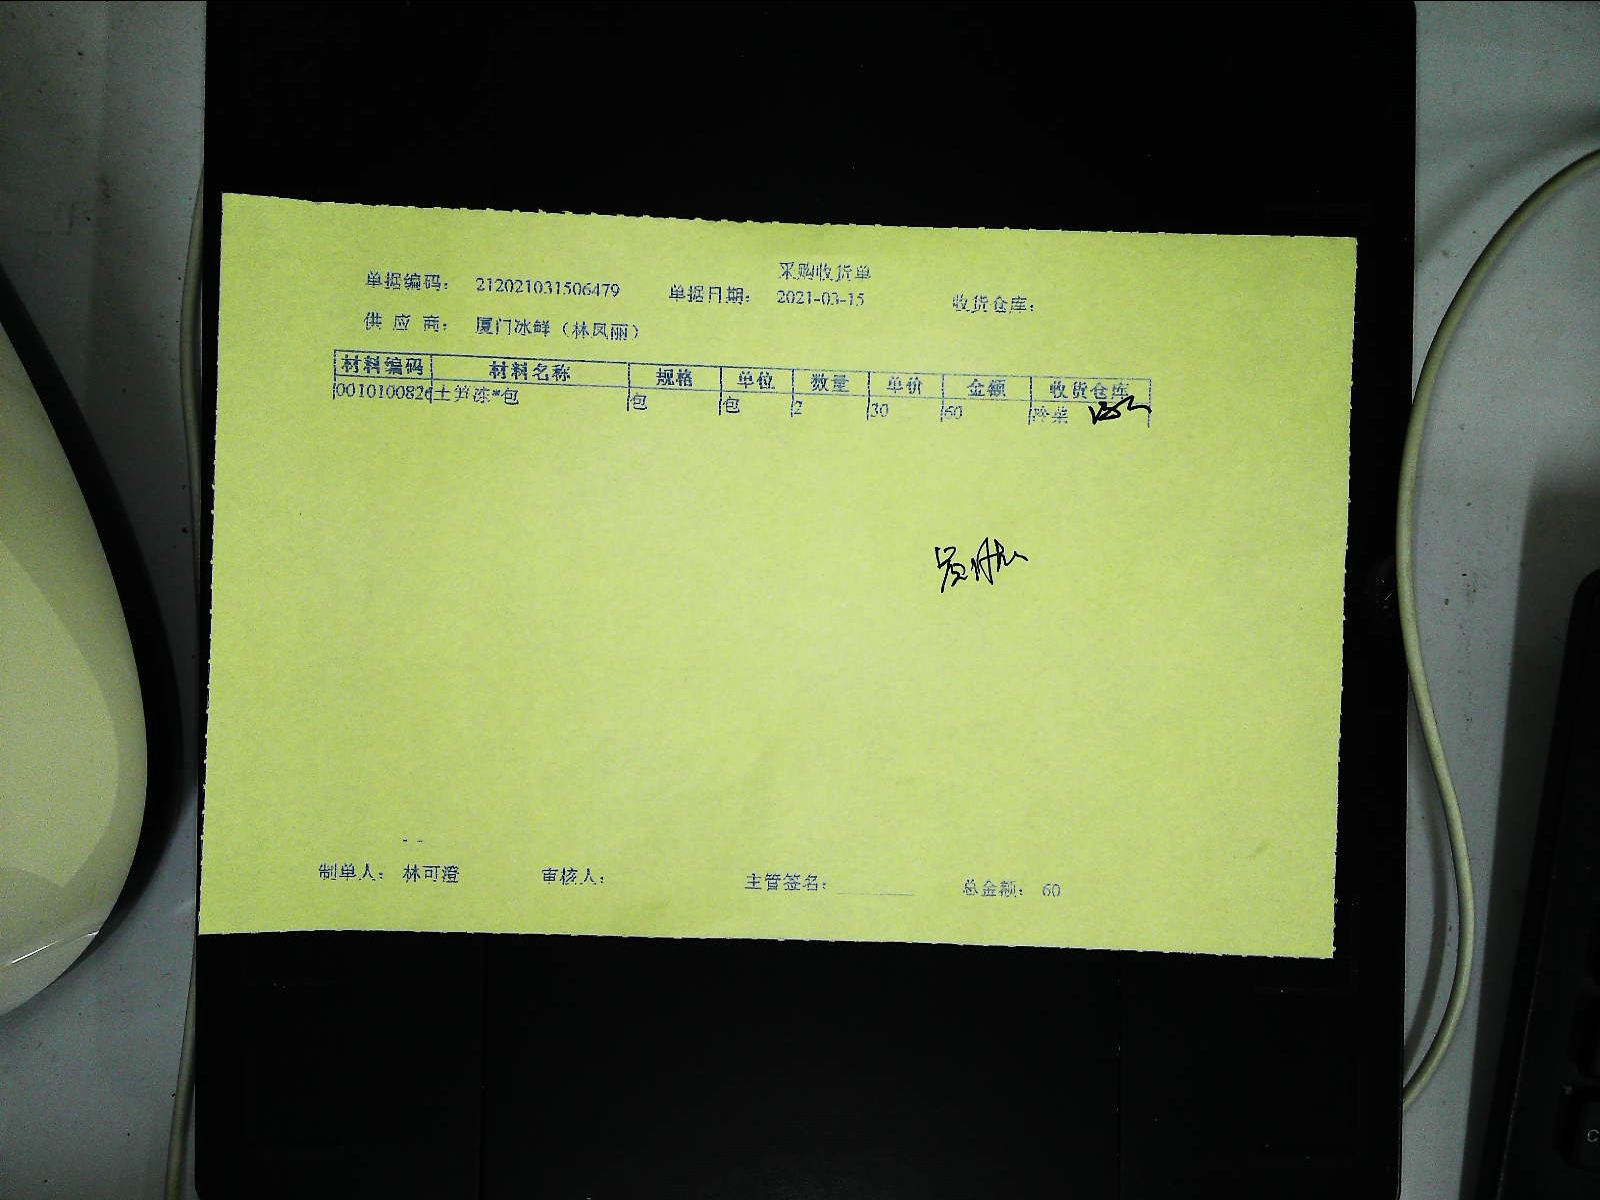 采购收货单
单据编码： 212021031506479 单据日期： 2021-03-15 收货仓库：
供 应 商： 厦门冰鲜（林凤丽）
材料编码 材料名称 规格 单位 数量 单价 金额 收货仓库
001010082 土笋冻*包 包 包 2 30 60
- -
制单人： 林可澄 审核人： 主管签名： 总金额： 60